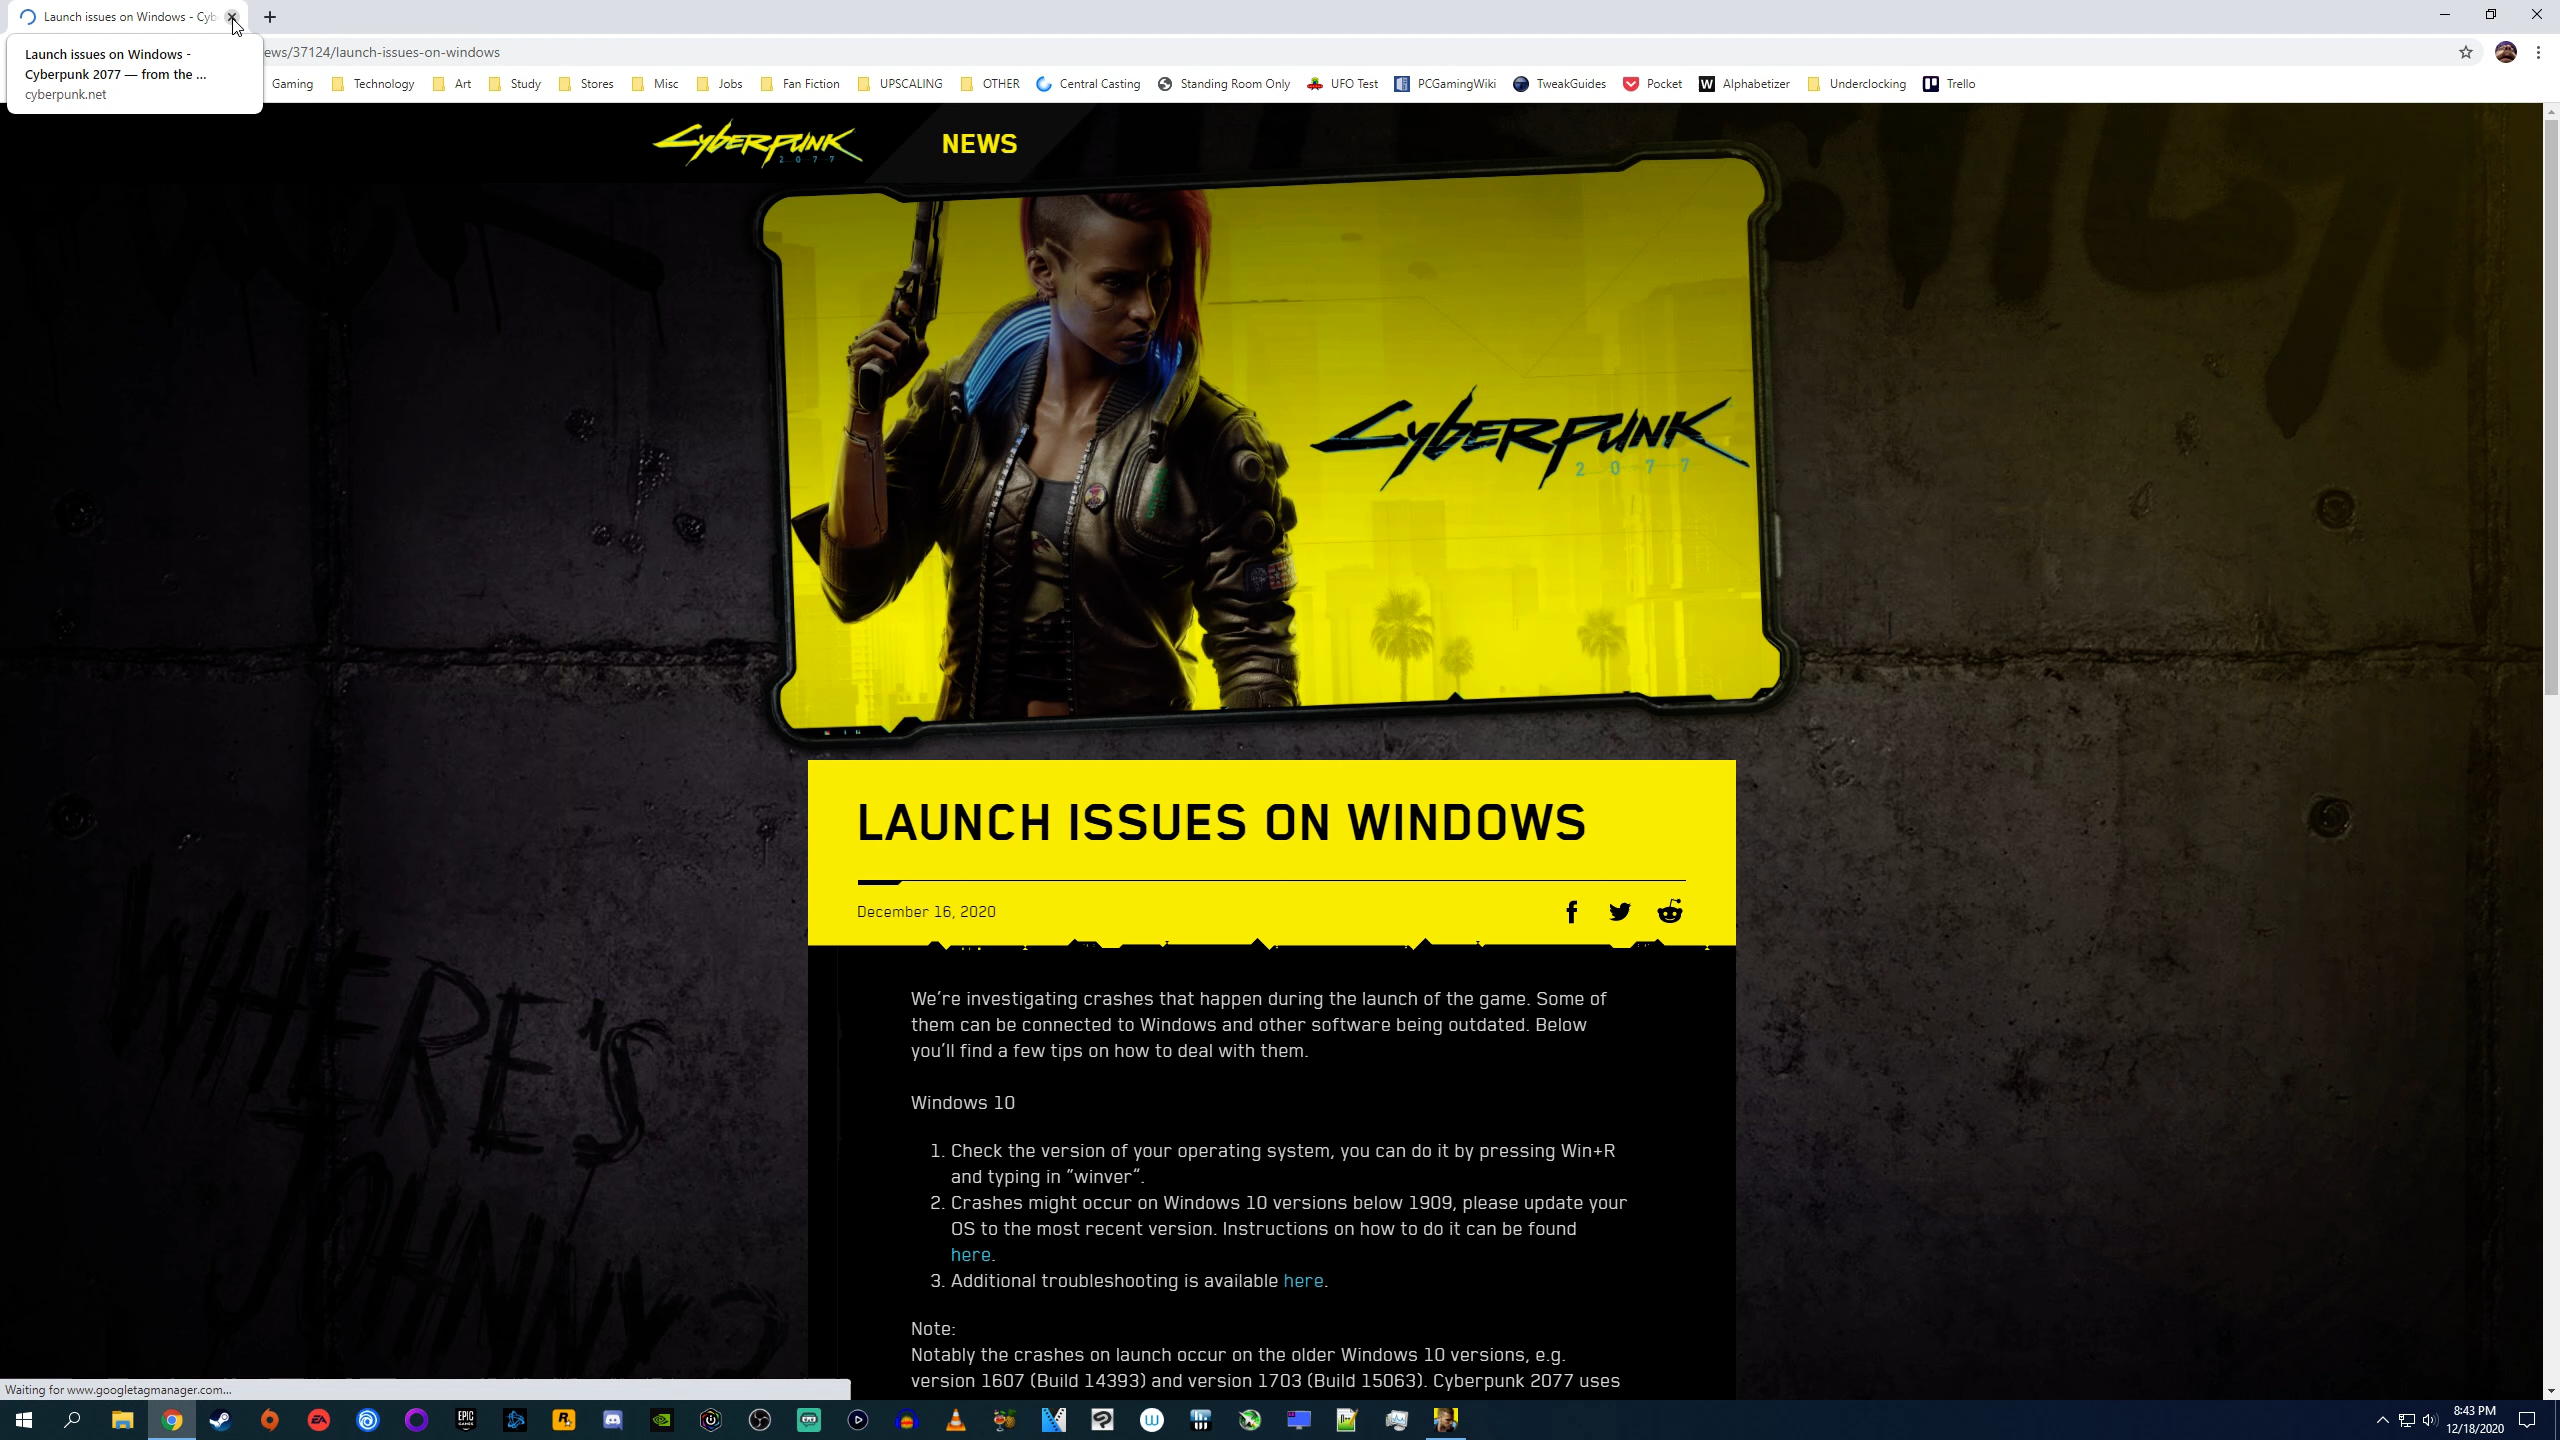 Launch issues on Windows - Cyb
Launch issues on Windows -
Cyberpunk 2077 — from the ...
cyberpunk.net
ews/37124/launch-issues-on-windows
Gaming
Technology
Art
Study
Stores
Misc
Jobs
Fan Fiction
UPSCALING
OTHER
Central Casting
Standing Room Only
UFO Test
PCGamingWiki
TweakGuides
Pocket
Alphabetizer
Underclocking
Trello
Cyberpunk
2077
NEWS
Cyberpunk
2077
WHERE'S
JOHNNY?
LAUNCH ISSUES ON WINDOWS
December 16, 2020
We’re investigating crashes that happen during the launch of the game. Some of
them can be connected to Windows and other software being outdated. Below
you’ll find a few tips on how to deal with them.
Windows 10
1. Check the version of your operating system, you can do it by pressing Win+R
and typing in “winver“.
2. Crashes might occur on Windows 10 versions below 1909, please update your
OS to the most recent version. Instructions on how to do it can be found
here.
3. Additional troubleshooting is available here.
Note:
Notably the crashes on launch occur on the older Windows 10 versions, e.g.
version 1607 (Build 14393) and version 1703 (Build 15063). Cyberpunk 2077 uses
Waiting for www.googletagmanager.com...
EA
EPIC
GAMES
8:43 PM
12/18/2020